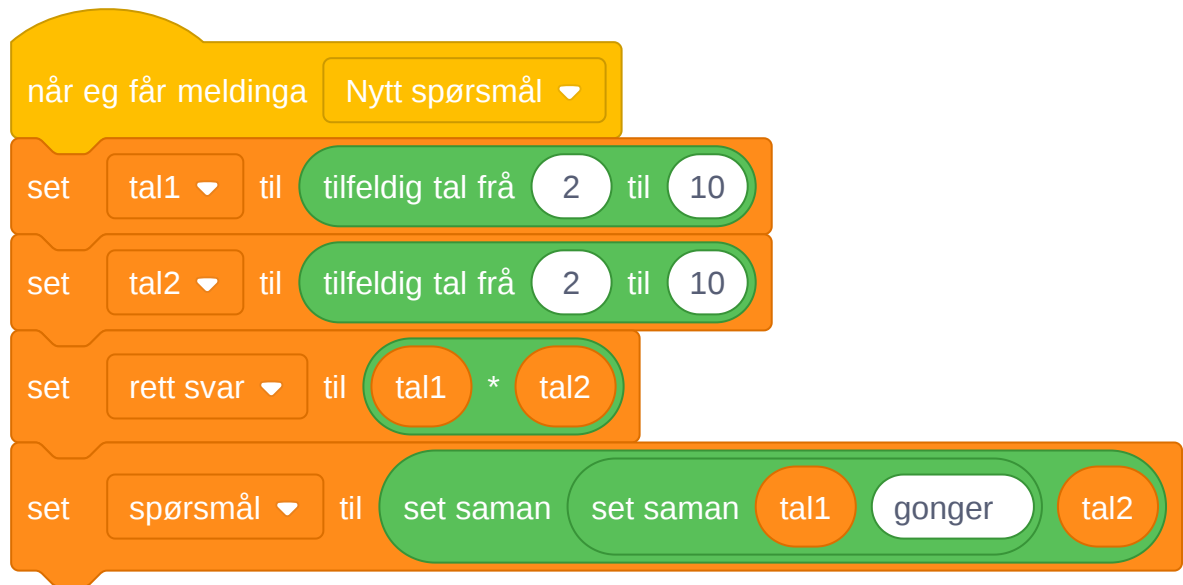 når eg får meldinga Nytt spørsmål
set tal1 til tilfeldig tal frå 2 til 10
set tal2 til tilfeldig tal frå 2 til 10
set rett svar til tal1 * tal2
set spørsmål til set saman set saman tal1 gonger tal2